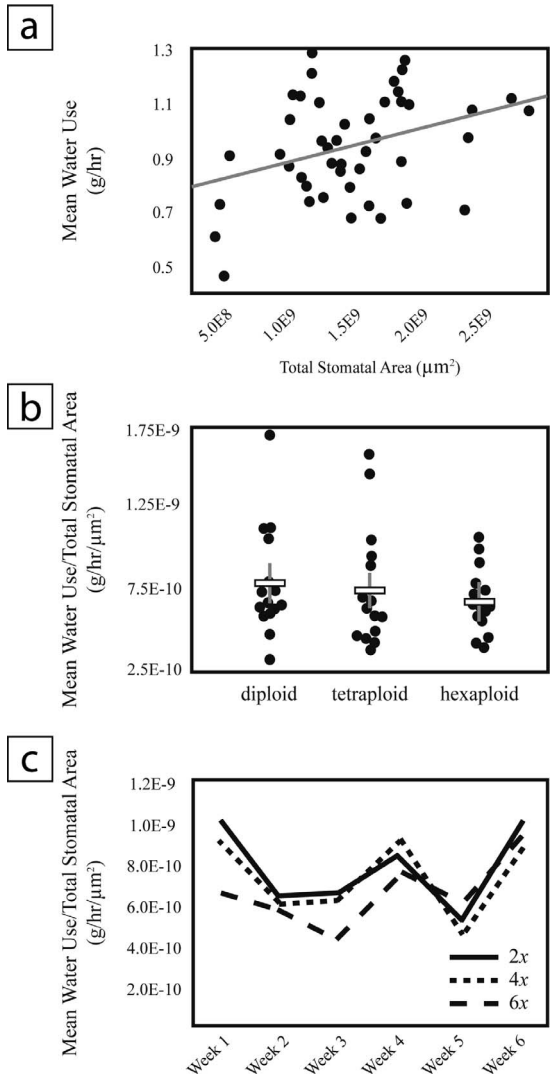 a
Mean Water Use
(g/hr)
1.3
1.1
0.9
0.7
0.5
5.0E8
1.0E9
1.5E9
2.0E9
2.5E9
Total Stomatal Area (μm²)
b
Mean Water Use/Total Stomatal Area
(g/hr/μm²)
1.75E-9
1.25E-9
7.5E-10
2.5E-10
diploid
tetraploid
hexaploid
c
Mean Water Use/Total Stomatal Area
(g/hr/μm²)
1.2E-9
1.0E-9
8.0E-10
6.0E-10
4.0E-10
2.0E-10
2x
4x
6x
Week 1
Week 2
Week 3
Week 4
Week 5
Week 6